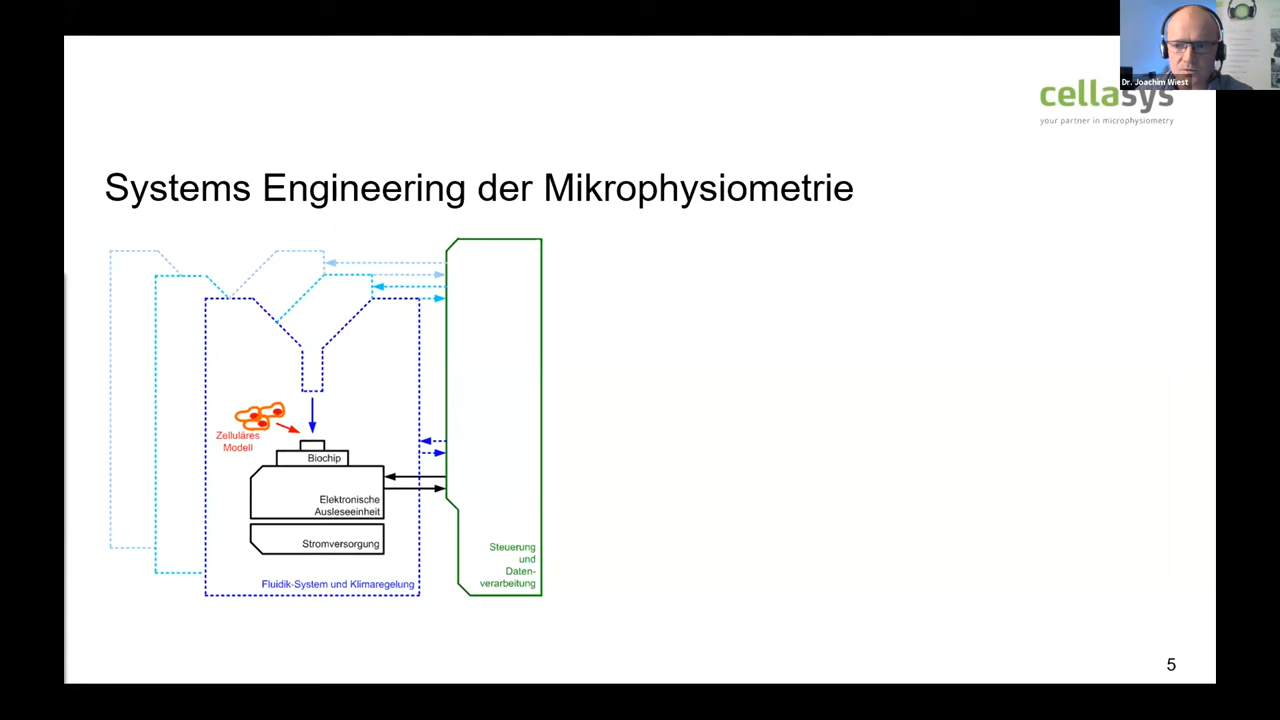 Dr. Joachim Wiest
cellasys
your partner in microphysiometry
Systems Engineering der Mikrophysiometrie
Zelluläres
Modell
Biochip
Elektronische
Ausleseeinheit
Stromversorgung
Fluidik-System und Klimaregelung
Steuerung
und
Daten-
verarbeitung
5